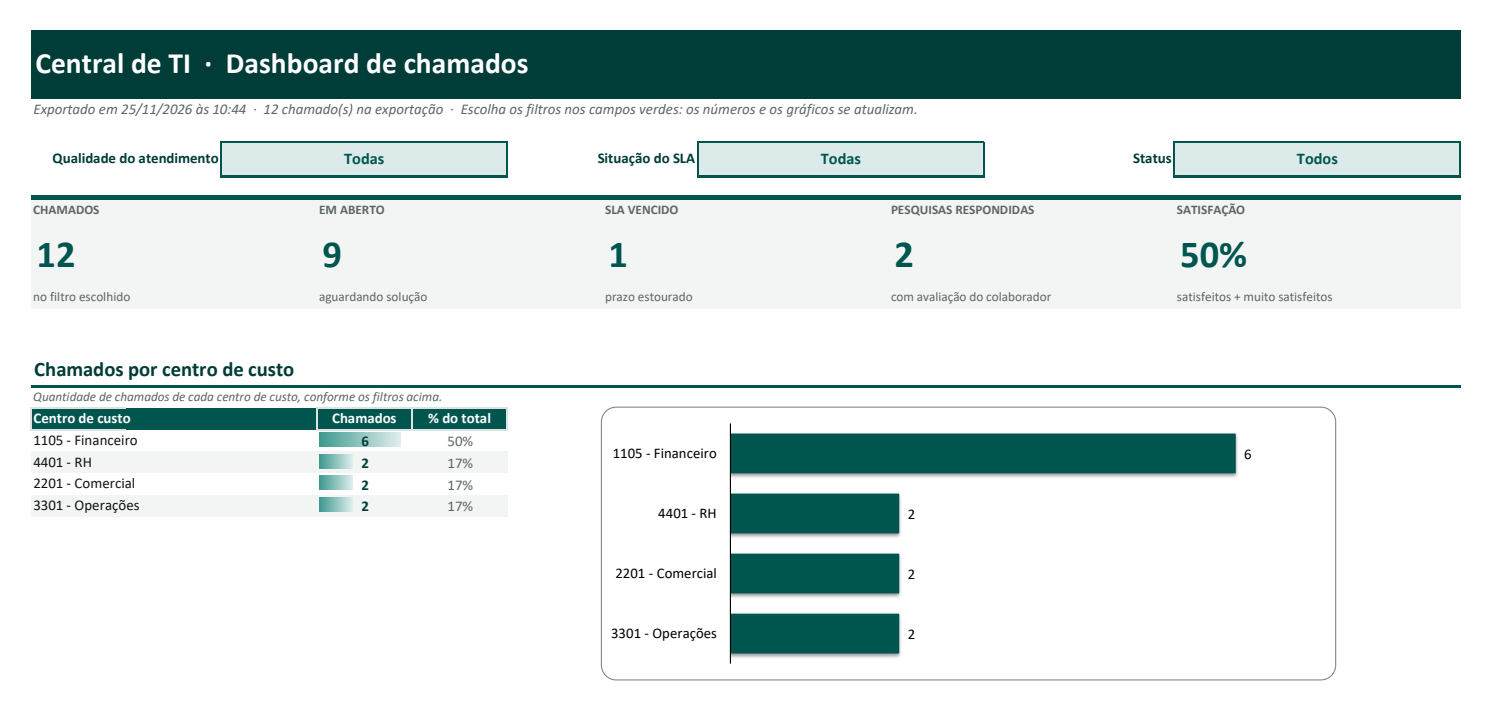 Central de TI · Dashboard de chamados
Exportado em 25/11/2026 às 10:44 · 12 chamado(s) na exportação · Escolha os filtros nos campos verdes: os números e os gráficos se atualizam.
Qualidade do atendimento Todas Situação do SLA Todas Status Todos
CHAMADOS EM ABERTO SLA VENCIDO PESQUISAS RESPONDIDAS SATISFAÇÃO
12 9 1 2 50%
no filtro escolhido aguardando solução prazo estourado com avaliação do colaborador satisfeitos + muito satisfeitos
Chamados por centro de custo
Quantidade de chamados de cada centro de custo, conforme os filtros acima.
Centro de custo Chamados % do total
1105 - Financeiro 6 50%
4401 - RH 2 17%
2201 - Comercial 2 17%
3301 - Operações 2 17%
1105 - Financeiro 6
4401 - RH 2
2201 - Comercial 2
3301 - Operações 2